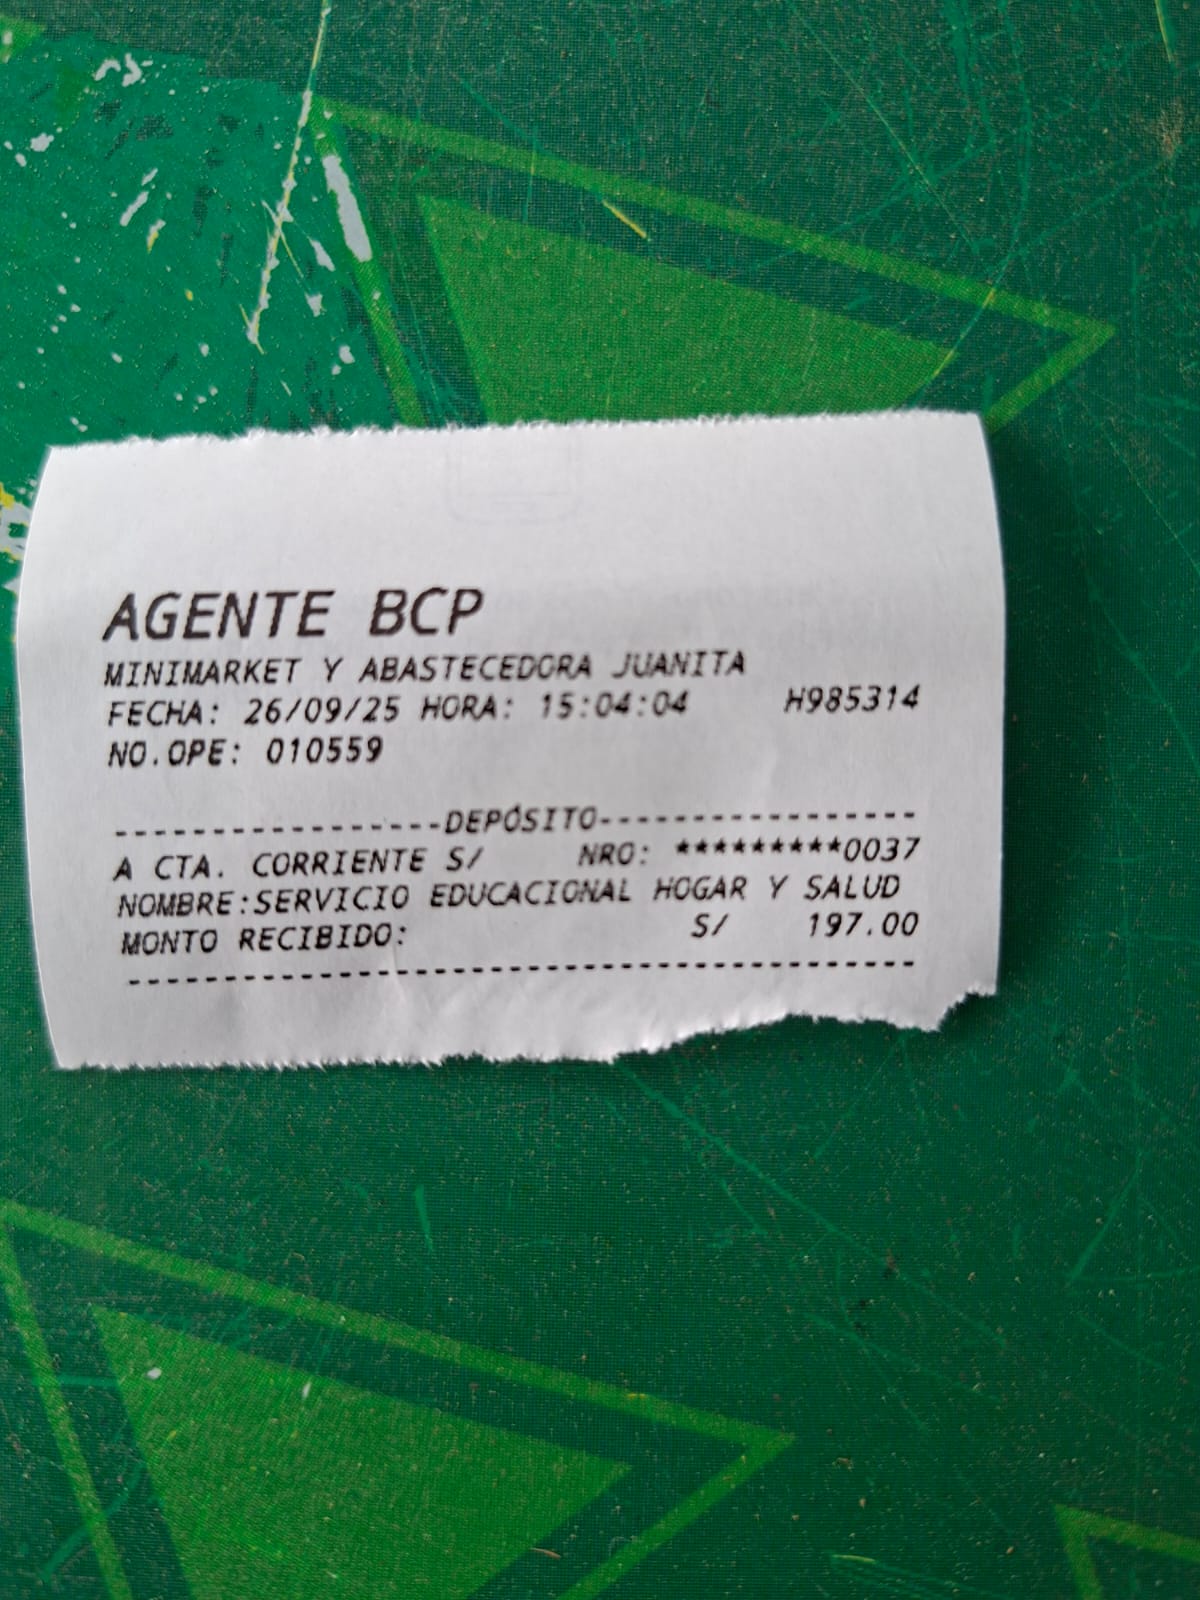 AGENTE BCP
MINIMARKET Y ABASTECEDORA JUANITA
FECHA: 26/09/25 HORA: 15:04:04 H985314
NO.OPE: 010559
-----------------DEPÓSITO-----------------
A CTA. CORRIENTE S/ NRO: *********0037
NOMBRE:SERVICIO EDUCACIONAL HOGAR Y SALUD
MONTO RECIBIDO: S/ 197.00
-----------------------------------------